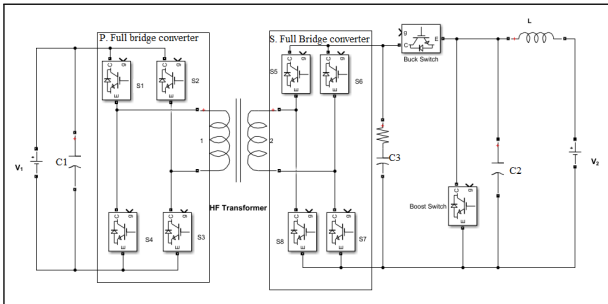 P. Full bridge converter
S. Full Bridge converter
g
C
E
Buck Switch
L
S1
S2
S5
S6
V1
C1
1
2
HF Transformer
C3
C2
V2
Boost Switch
S4
S3
S8
S7